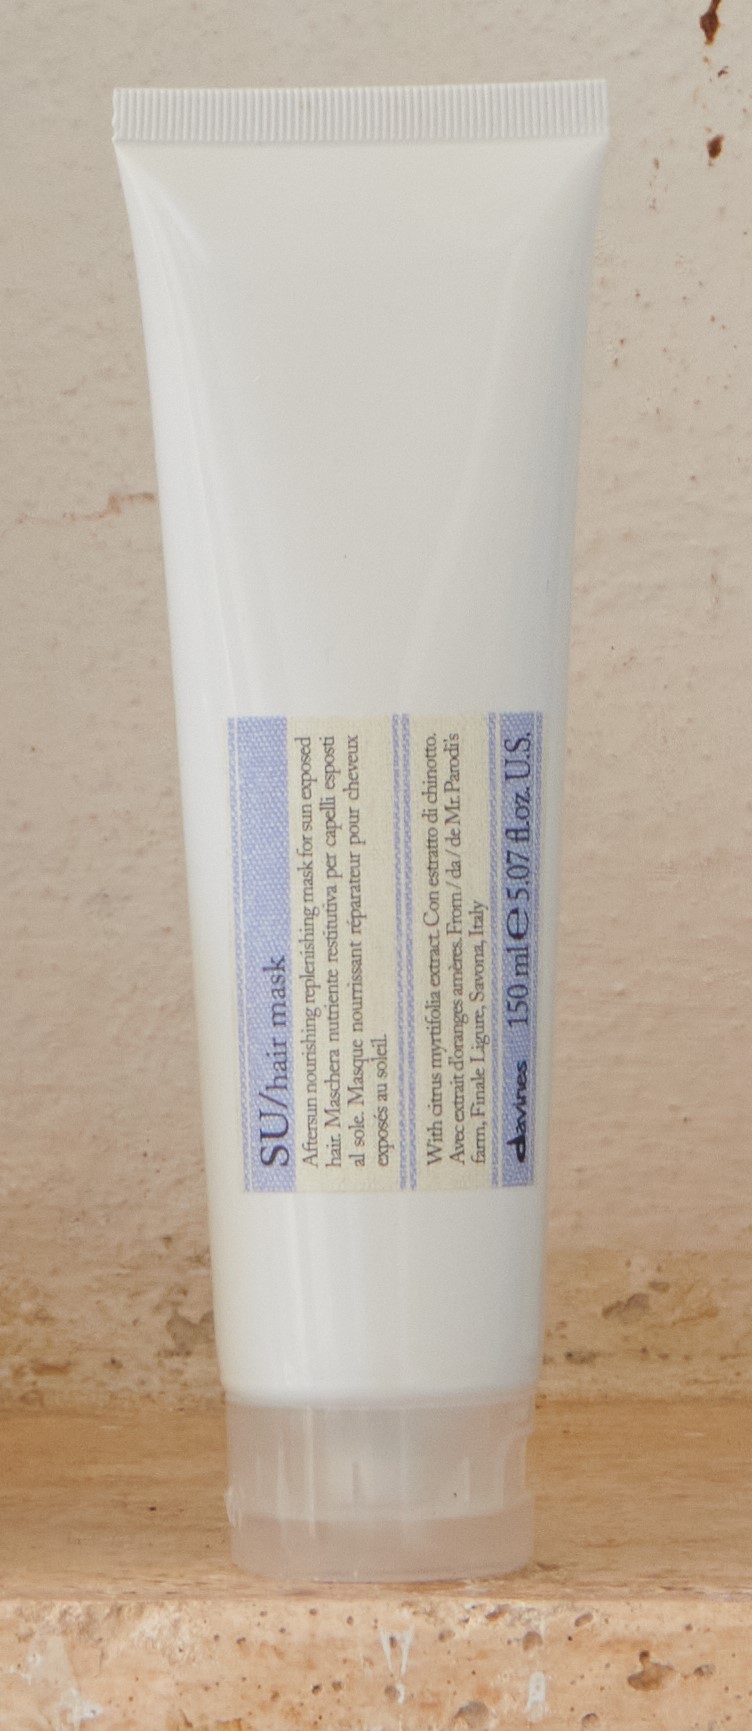 SU/hair mask
Aftersun nourishing replenishing mask for sun exposed
hair. Maschera nutriente restitutiva per capelli esposti
al sole. Masque nourrissant réparateur pour cheveux
exposés au soleil.
With citrus myrtifolia extract. Con estratto di chinotto.
Avec extrait d'oranges amères. From / da / de Mr. Parodi's
farm, Finale Ligure, Savona, Italy
davines 150 ml ℮ 5.07 fl.oz. U.S.